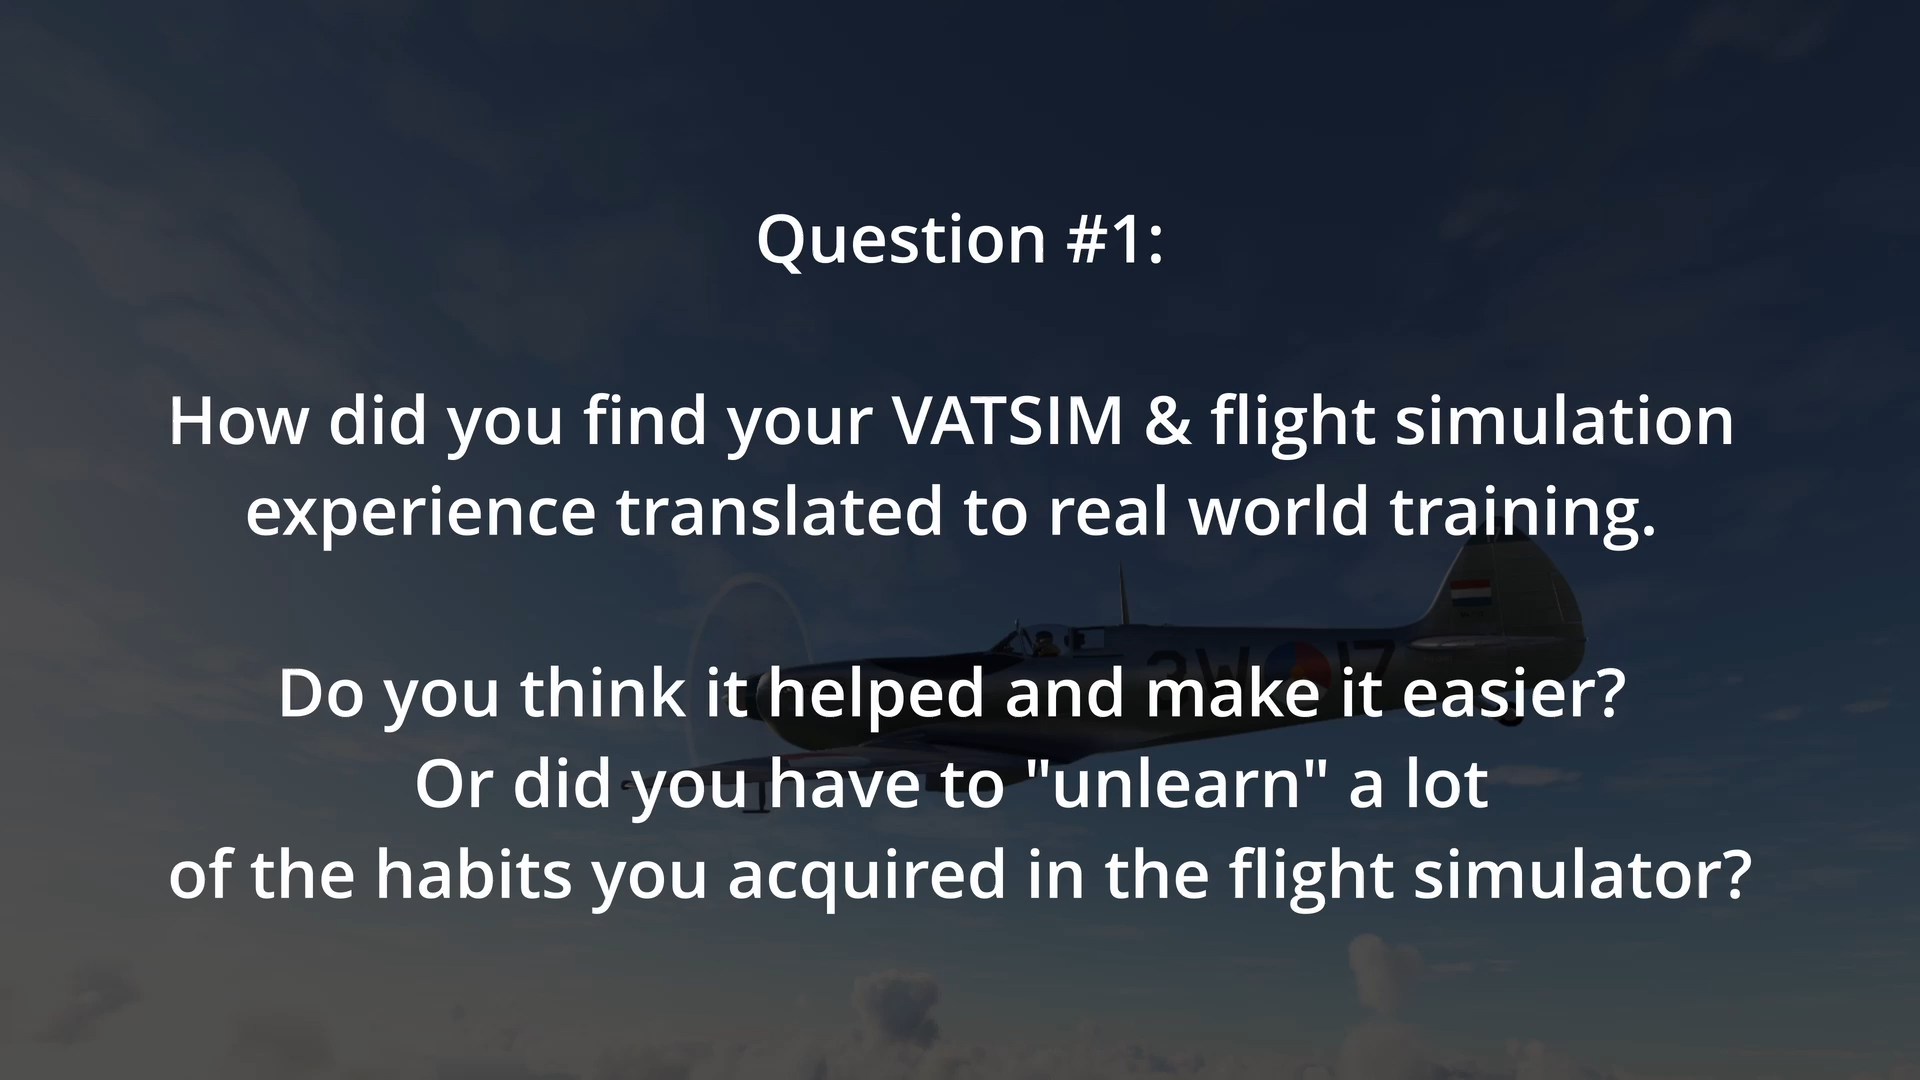 Question #1:
How did you find your VATSIM & flight simulation
experience translated to real world training.
Do you think it helped and make it easier?
Or did you have to "unlearn" a lot
of the habits you acquired in the flight simulator?
3W 17